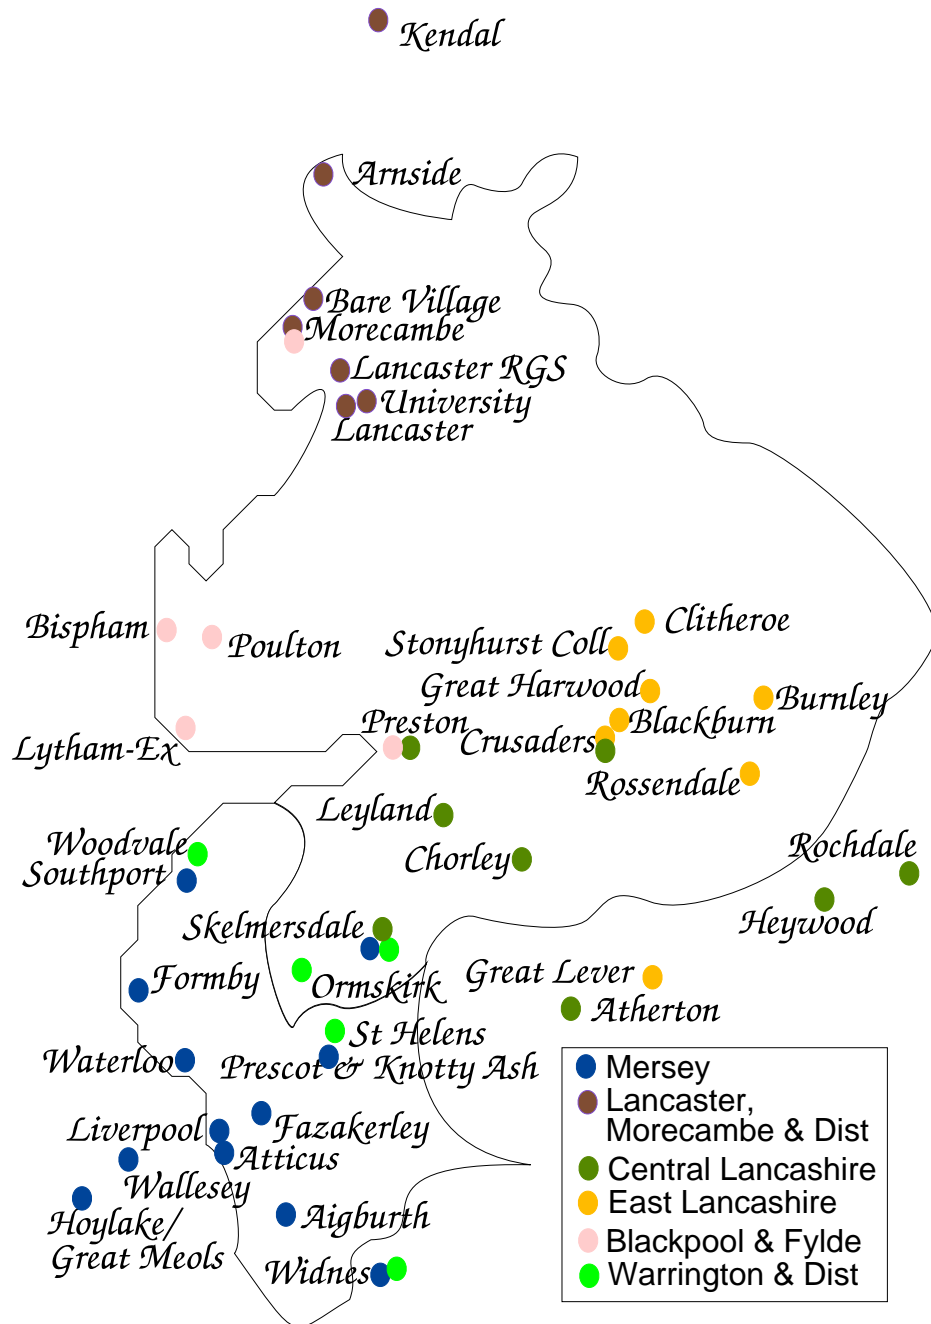 Kendal
Arnside
Bare Village
Morecambe
Lancaster RGS
University
Lancaster
Bispham
Poulton
Clitheroe
Stonyhurst Coll
Great Harwood
Burnley
Lytham-Ex
Preston
Blackburn
Crusaders
Rossendale
Leyland
Woodvale
Southport
Chorley
Rochdale
Heywood
Skelmersdale
Formby
Ormskirk
Great Lever
Atherton
St Helens
Waterloo
Prescot & Knotty Ash
Liverpool
Fazakerley
Atticus
Wallesey
Hoylake/
Great Meols
Aigburth
Widnes
Mersey
Lancaster,
Morecambe & Dist
Central Lancashire
East Lancashire
Blackpool & Fylde
Warrington & Dist